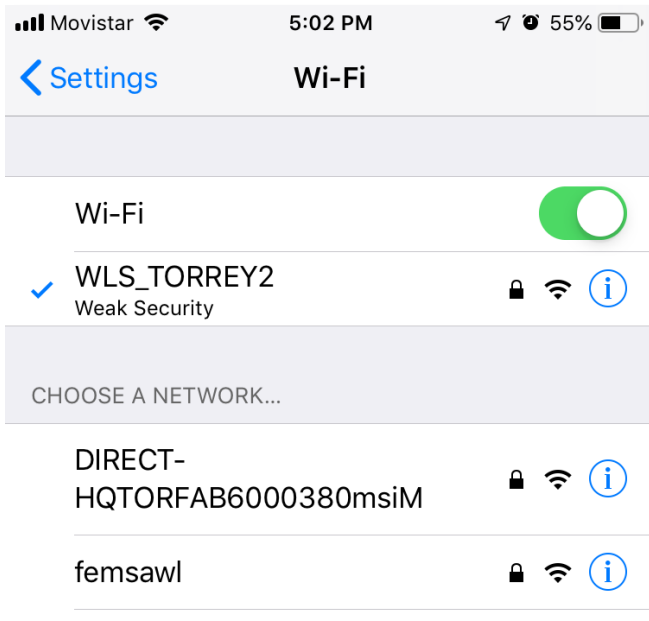 Movistar 5:02 PM 55%
Settings Wi-Fi
Wi-Fi
WLS_TORREY2
Weak Security
CHOOSE A NETWORK...
DIRECT-
HQTORFAB6000380msiM
femsawl